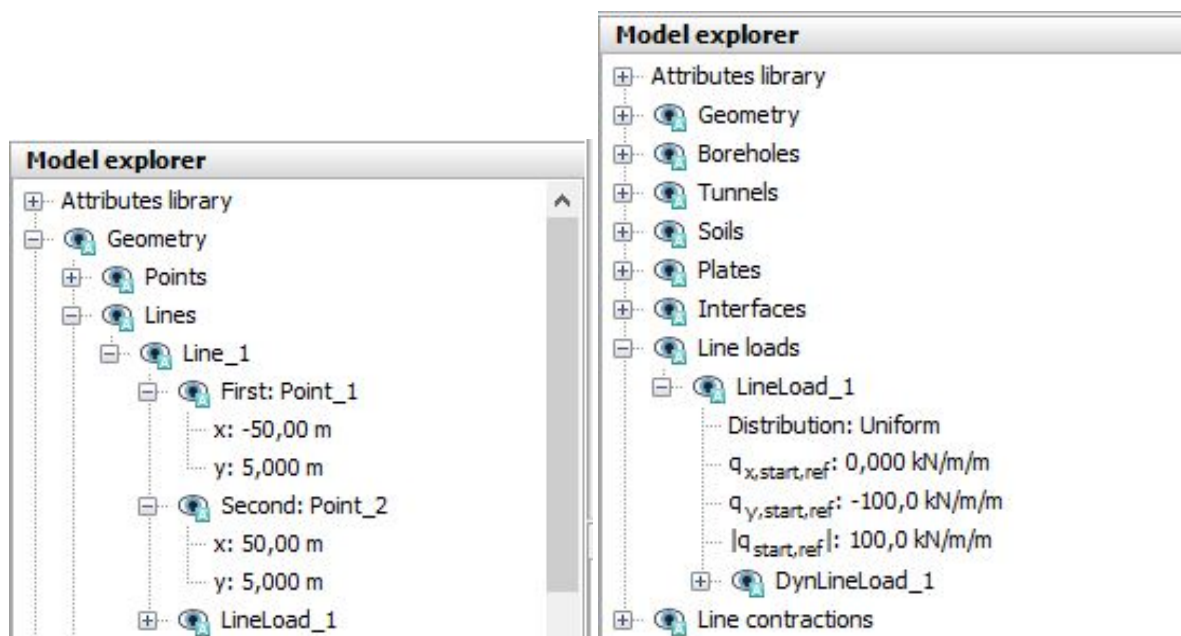 Model explorer
Attributes library
Geometry
Points
Lines
Line_1
First: Point_1
x: -50,00 m
y: 5,000 m
Second: Point_2
x: 50,00 m
y: 5,000 m
LineLoad_1
Model explorer
Attributes library
Geometry
Boreholes
Tunnels
Soils
Plates
Interfaces
Line loads
LineLoad_1
Distribution: Uniform
qx,start,ref: 0,000 kN/m/m
qy,start,ref: -100,0 kN/m/m
|qstart,ref|: 100,0 kN/m/m
DynLineLoad_1
Line contractions